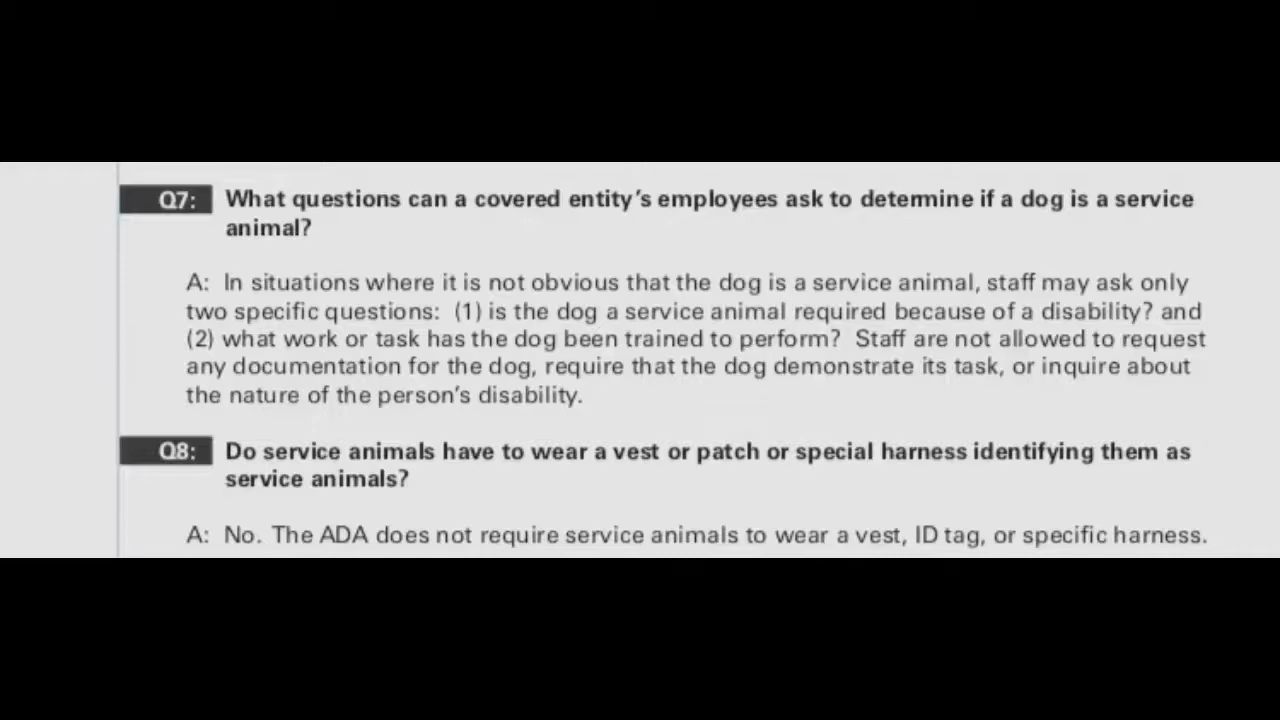 Q7: What questions can a covered entity's employees ask to determine if a dog is a service
animal?
A: In situations where it is not obvious that the dog is a service animal, staff may ask only
two specific questions: (1) is the dog a service animal required because of a disability? and
(2) what work or task has the dog been trained to perform? Staff are not allowed to request
any documentation for the dog, require that the dog demonstrate its task, or inquire about
the nature of the person's disability.
Q8: Do service animals have to wear a vest or patch or special harness identifying them as
service animals?
A: No. The ADA does not require service animals to wear a vest, ID tag, or specific harness.